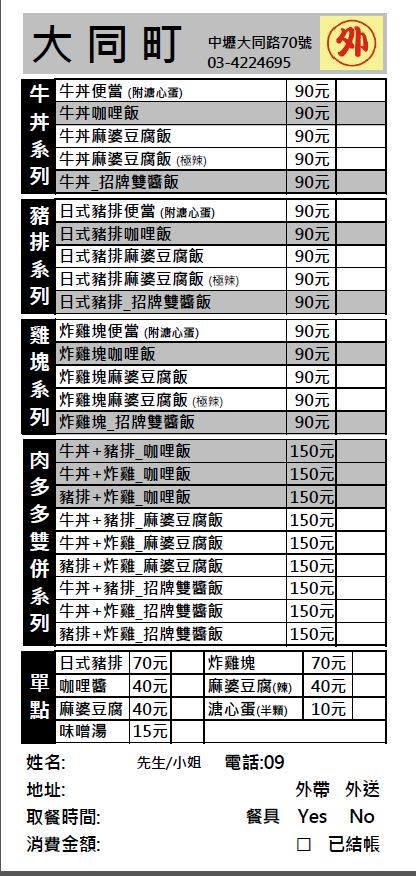 大同町
中壢大同路70號
03-4224695
外
牛丼系列
牛丼便當 (附溏心蛋) 90元
牛丼咖哩飯 90元
牛丼麻婆豆腐飯 90元
牛丼麻婆豆腐飯 (極辣) 90元
牛丼_招牌雙醬飯 90元
豬排系列
日式豬排便當 (附溏心蛋) 90元
日式豬排咖哩飯 90元
日式豬排麻婆豆腐飯 90元
日式豬排麻婆豆腐飯 (極辣) 90元
日式豬排_招牌雙醬飯 90元
雞塊系列
炸雞塊便當 (附溏心蛋) 90元
炸雞塊咖哩飯 90元
炸雞塊麻婆豆腐飯 90元
炸雞塊麻婆豆腐飯 (極辣) 90元
炸雞塊_招牌雙醬飯 90元
肉多多雙併系列
牛丼+豬排_咖哩飯 150元
牛丼+炸雞_咖哩飯 150元
豬排+炸雞_咖哩飯 150元
牛丼+豬排_麻婆豆腐飯 150元
牛丼+炸雞_麻婆豆腐飯 150元
豬排+炸雞_麻婆豆腐飯 150元
牛丼+豬排_招牌雙醬飯 150元
牛丼+炸雞_招牌雙醬飯 150元
豬排+炸雞_招牌雙醬飯 150元
單點
日式豬排 70元 炸雞塊 70元
咖哩醬 40元 麻婆豆腐(辣) 40元
麻婆豆腐 40元 溏心蛋(半顆) 10元
味噌湯 15元
姓名: 先生/小姐 電話:09
地址: 外帶 外送
取餐時間: 餐具 Yes No
消費金額: □ 已結帳